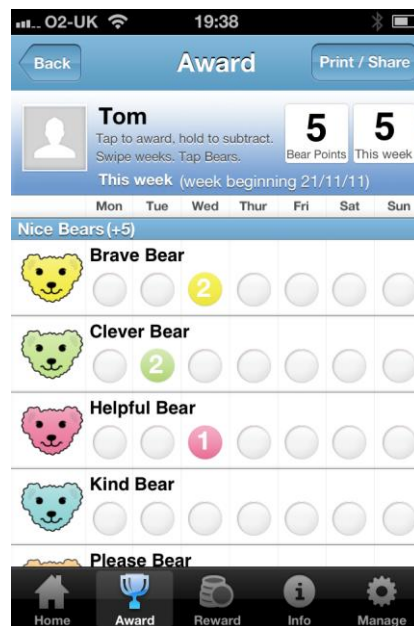 O2-UK 19:38
Back Award Print / Share
Tom
Tap to award, hold to subtract.
Swipe weeks. Tap Bears.
5 5
Bear Points This week
This week (week beginning 21/11/11)
Mon Tue Wed Thur Fri Sat Sun
Nice Bears (+5)
Brave Bear
2
Clever Bear
2
Helpful Bear
1
Kind Bear
Please Bear
Home Award Reward Info Manage